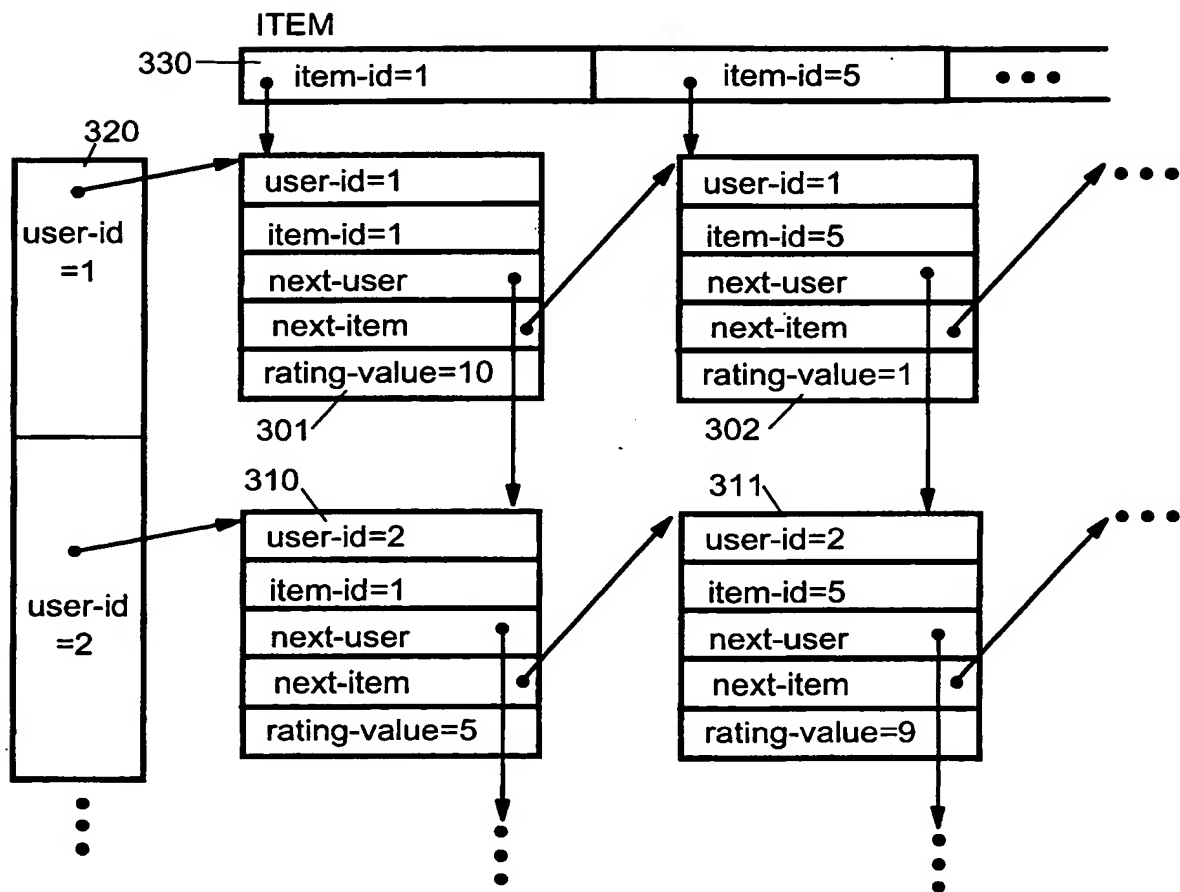 ITEM
330
item-id=1
item-id=5
320
user-id
=1
user-id=1
item-id=1
next-user
next-item
rating-value=10
301
user-id=1
item-id=5
next-user
next-item
rating-value=1
302
user-id
=2
310
user-id=2
item-id=1
next-user
next-item
rating-value=5
311
user-id=2
item-id=5
next-user
next-item
rating-value=9